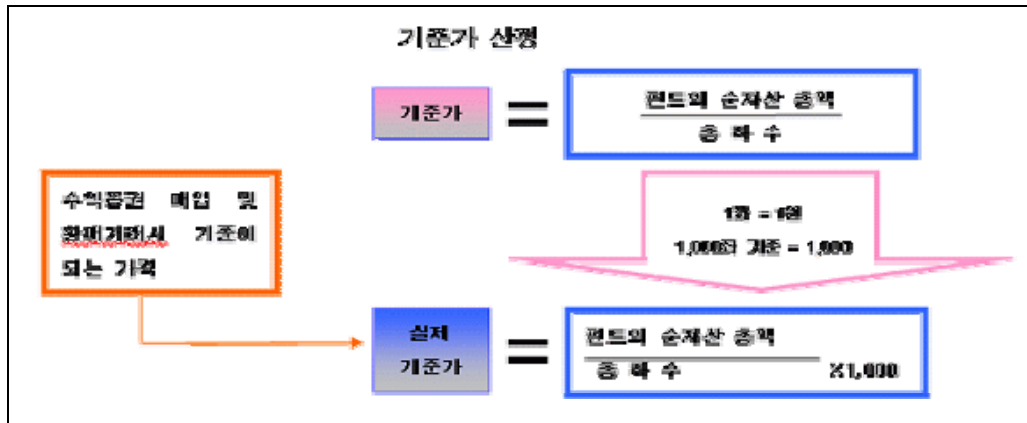 기준가 산정
기준가 = 펀드의 순자산 총액
총 좌 수
수익증권 매입 및
환매거래시 기준이
되는 가격
1좌 = 1원
1,000좌 기준 = 1,000
실제
기준가 = 펀드의 순자산 총액
총 좌 수 X1,000